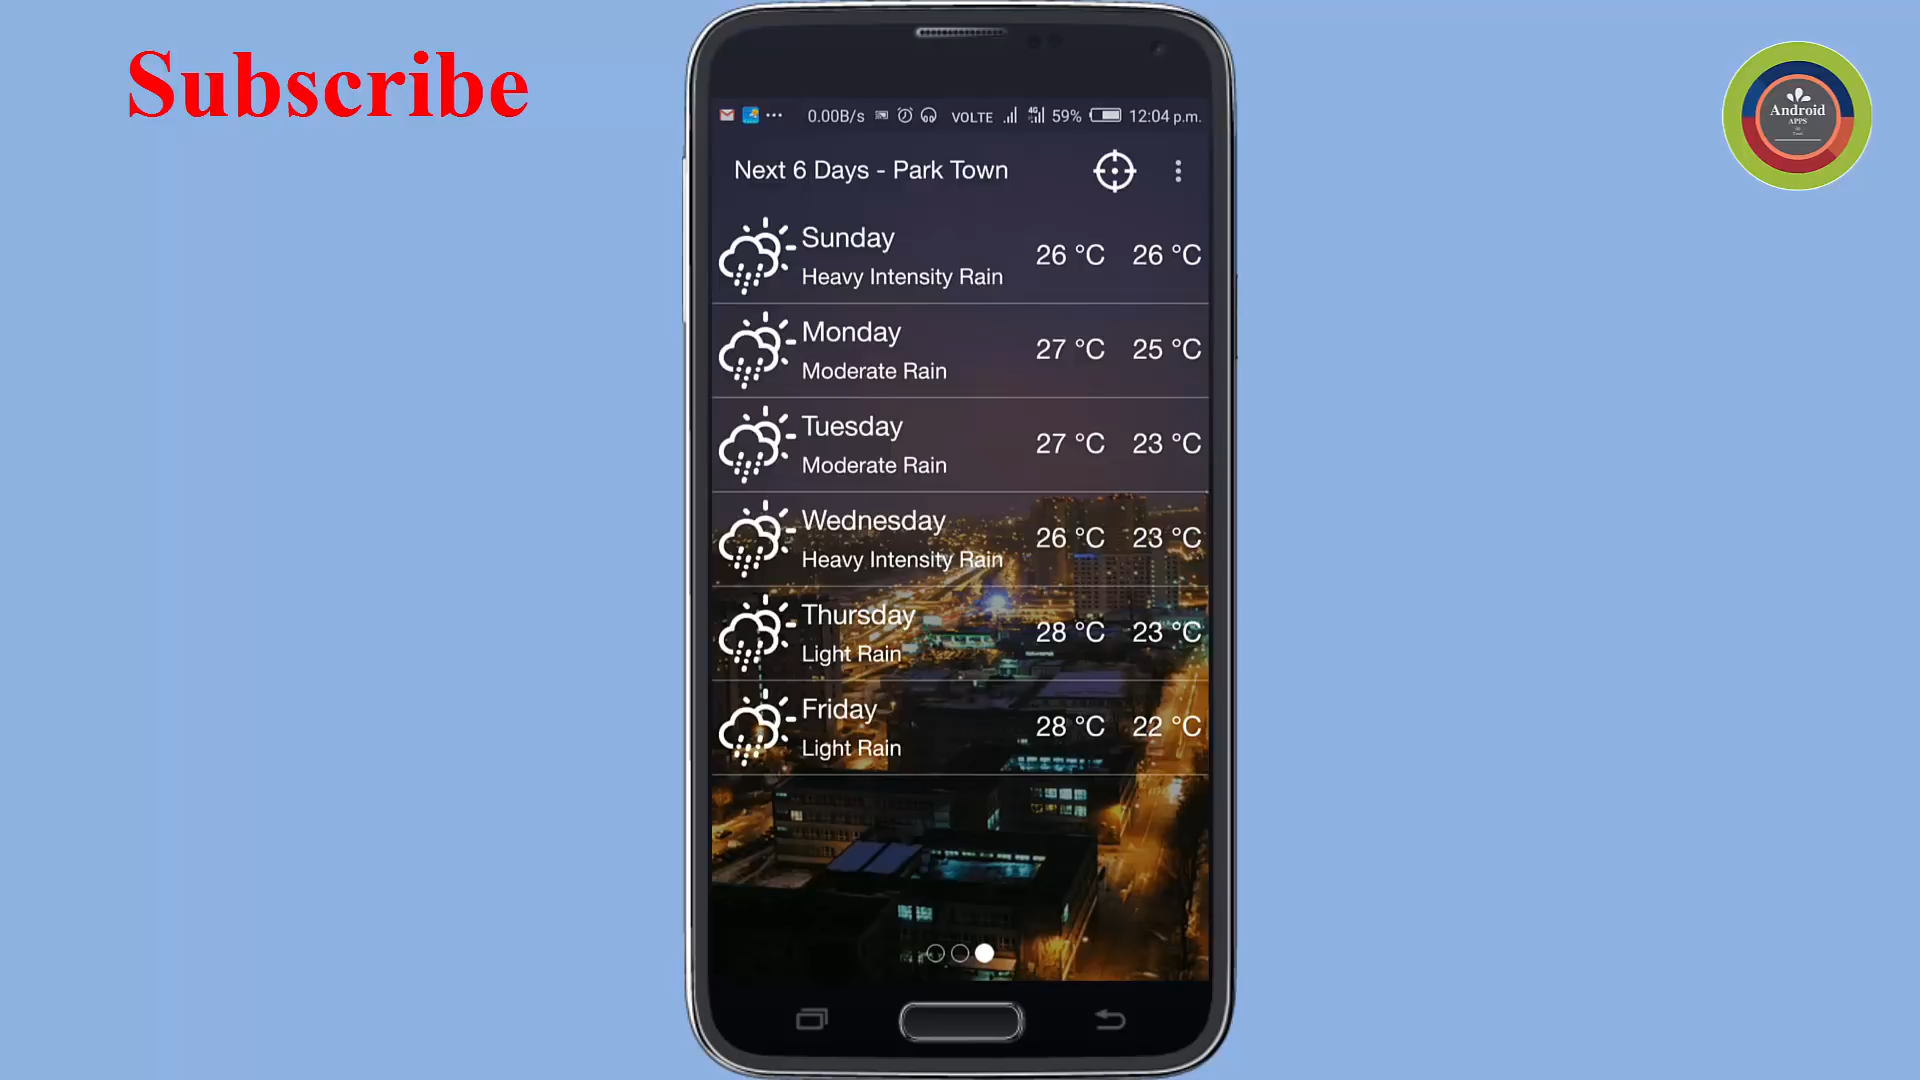 Subscribe
Android
APPS
0.00B/s VOLTE 4G 59% 12:04 p.m.
Next 6 Days - Park Town
Sunday 26 °C 26 °C
Heavy Intensity Rain
Monday 27 °C 25 °C
Moderate Rain
Tuesday 27 °C 23 °C
Moderate Rain
Wednesday 26 °C 23 °C
Heavy Intensity Rain
Thursday 28 °C 23 °C
Light Rain
Friday 28 °C 22 °C
Light Rain